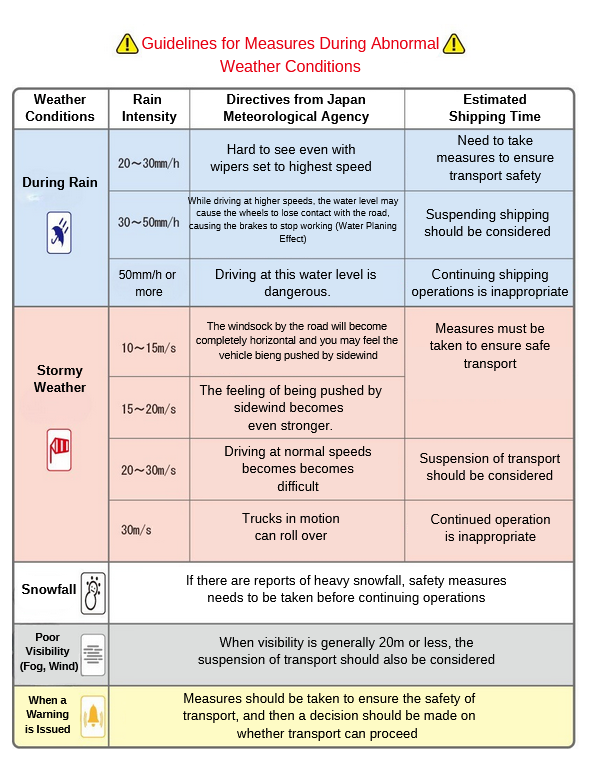 Guidelines for Measures During Abnormal
Weather Conditions
Weather
Conditions
Rain
Intensity
Directives from Japan
Meteorological Agency
Estimated
Shipping Time
During Rain
20～30mm/h
Hard to see even with
wipers set to highest speed
Need to take
measures to ensure
transport safety
30～50mm/h
While driving at higher speeds, the water level may
cause the wheels to lose contact with the road,
causing the brakes to stop working (Water Planing
Effect)
Suspending shipping
should be considered
50mm/h or
more
Driving at this water level is
dangerous.
Continuing shipping
operations is inappropriate
Stormy
Weather
10～15m/s
The windsock by the road will become
completely horizontal and you may feel the
vehicle bieng pushed by sidewind
Measures must be
taken to ensure safe
transport
15～20m/s
The feeling of being pushed by
sidewind becomes
even stronger.
20～30m/s
Driving at normal speeds
becomes becomes
difficult
Suspension of transport
should be considered
30m/s
Trucks in motion
can roll over
Continued operation
is inappropriate
Snowfall
If there are reports of heavy snowfall, safety measures
needs to be taken before continuing operations
Poor
Visibility
(Fog, Wind)
When visibility is generally 20m or less, the
suspension of transport should also be considered
When a
Warning
is Issued
Measures should be taken to ensure the safety of
transport, and then a decision should be made on
whether transport can proceed